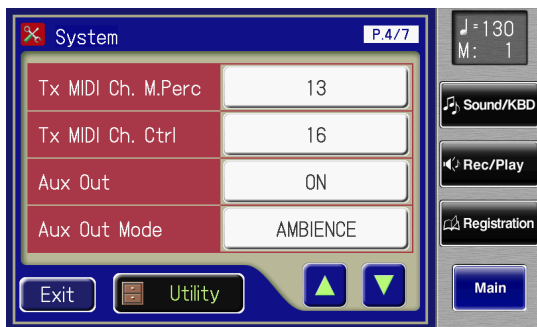 System P.4/7
Tx MIDI Ch. M.Perc 13
Tx MIDI Ch. Ctrl 16
Aux Out ON
Aux Out Mode AMBIENCE
Exit Utility
♩=130
M: 1
Sound/KBD
Rec/Play
Registration
Main